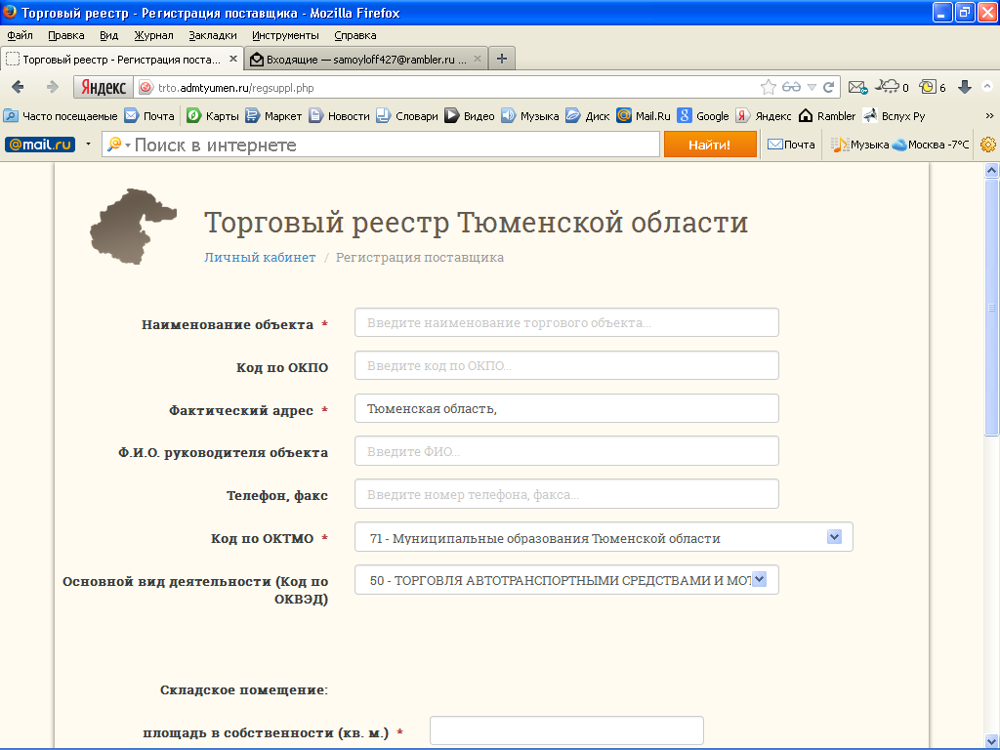 Торговый реестр - Регистрация поставщика - Mozilla Firefox
Файл Правка Вид Журнал Закладки Инструменты Справка
Торговый реестр - Регистрация поста... Входящие — samoyloff427@rambler.ru ...
Яндекс trto.admtyumen.ru/regsuppl.php 0 6
Часто посещаемые Почта Карты Маркет Новости Словари Видео Музыка Диск Mail.Ru Google Яндекс Rambler Вслух Ру »
@mail.ru Поиск в интернете Найти! Почта Музыка Москва -7°C
Торговый реестр Тюменской области
Личный кабинет / Регистрация поставщика
Наименование объекта * Введите наименование торгового объекта...
Код по ОКПО Введите код по ОКПО...
Фактический адрес * Тюменская область,
Ф.И.О. руководителя объекта Введите ФИО...
Телефон, факс Введите номер телефона, факса...
Код по ОКТМО * 71 - Муниципальные образования Тюменской области
Основной вид деятельности (Код по 50 - ТОРГОВЛЯ АВТОТРАНСПОРТНЫМИ СРЕДСТВАМИ И МОТ
ОКВЭД)
Складское помещение:
площадь в собственности (кв. м.) *